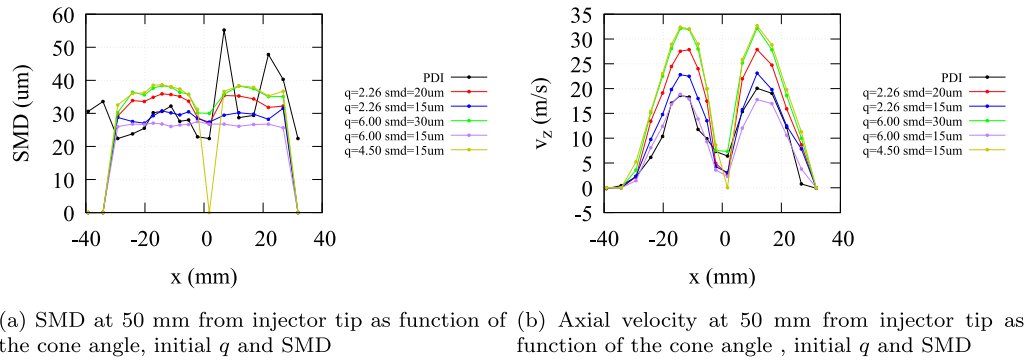 60
50
40
30
20
10
0
-40
-20
0
20
40
SMD (um)
x (mm)
PDI
q=2.26 smd=20um
q=2.26 smd=15um
q=6.00 smd=30um
q=6.00 smd=15um
q=4.50 smd=15um
35
30
25
20
15
10
5
0
-5
-40
-20
0
20
40
vz (m/s)
x (mm)
PDI
q=2.26 smd=20um
q=2.26 smd=15um
q=6.00 smd=30um
q=6.00 smd=15um
q=4.50 smd=15um
(a) SMD at 50 mm from injector tip as function of
the cone angle, initial q and SMD
(b) Axial velocity at 50 mm from injector tip as
function of the cone angle , initial q and SMD